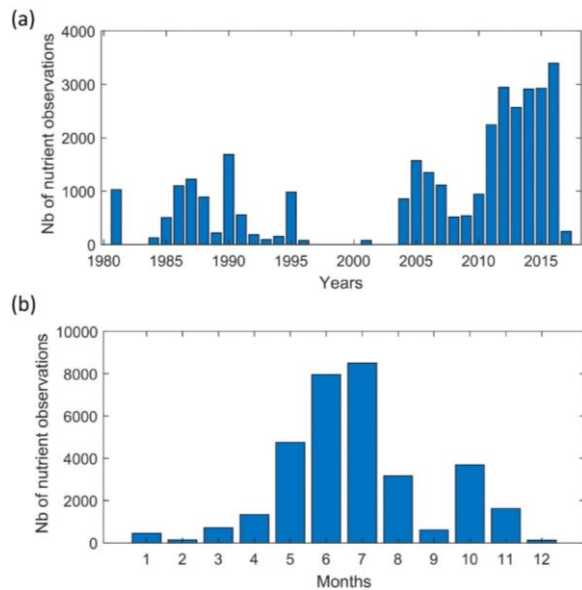 (a)
4000
3000
2000
1000
0
Nb of nutrient observations
1980 1985 1990 1995 2000 2005 2010 2015
Years
(b)
10000
8000
6000
4000
2000
0
Nb of nutrient observations
1 2 3 4 5 6 7 8 9 10 11 12
Months